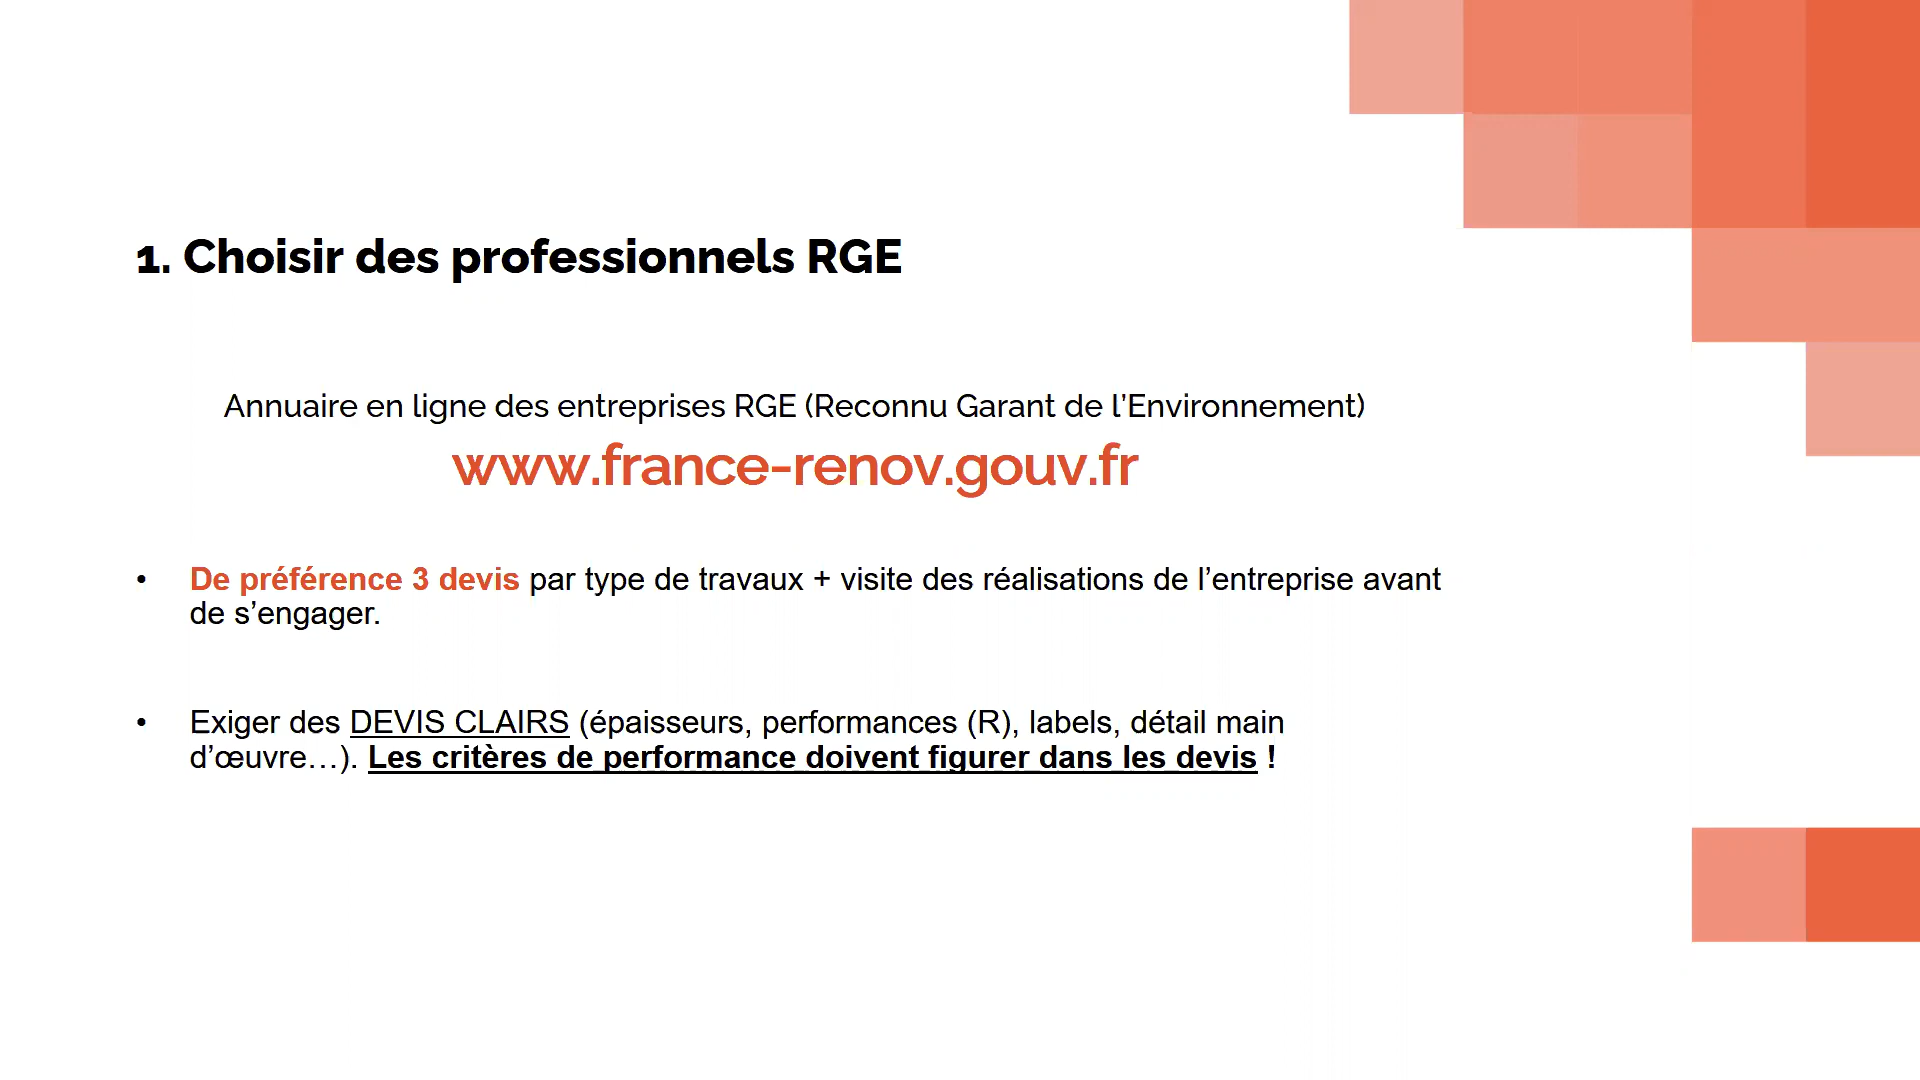 1. Choisir des professionnels RGE
Annuaire en ligne des entreprises RGE (Reconnu Garant de l’Environnement)
www.france-renov.gouv.fr
• De préférence 3 devis par type de travaux + visite des réalisations de l’entreprise avant
de s’engager.
• Exiger des DEVIS CLAIRS (épaisseurs, performances (R), labels, détail main
d’œuvre…). Les critères de performance doivent figurer dans les devis !